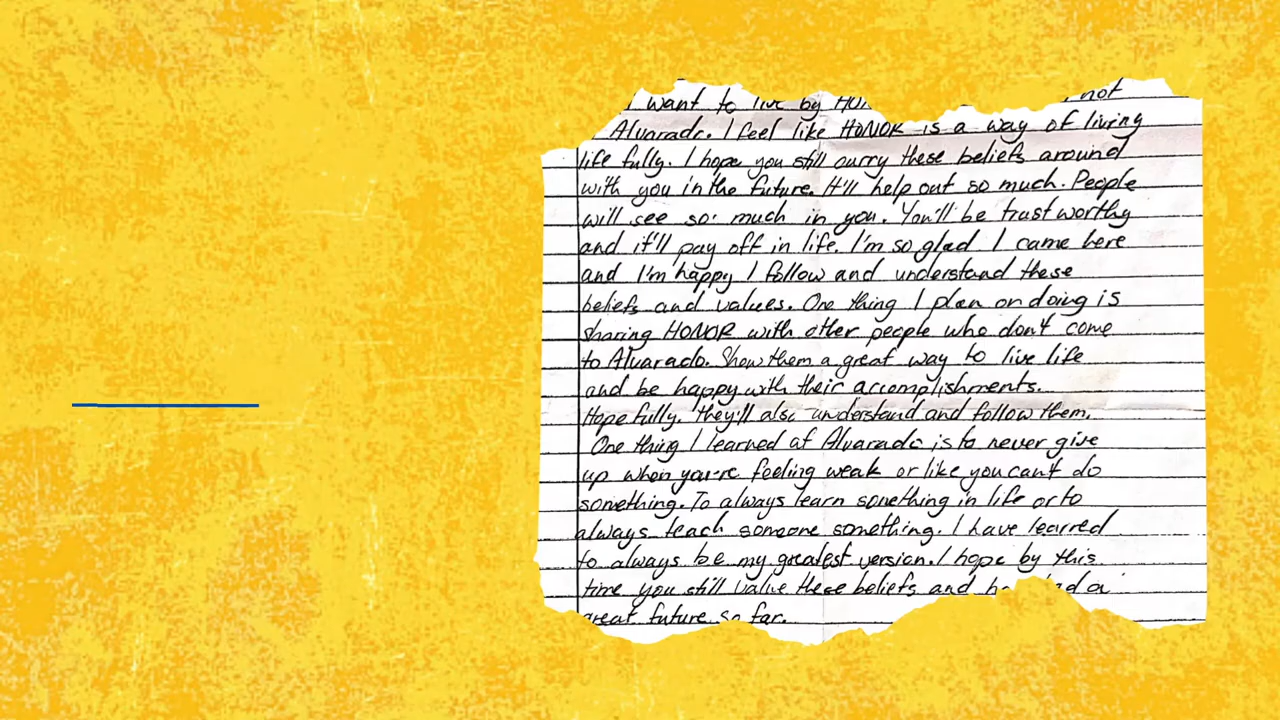 I want to live by not
Alvarado. I feel like HONOR is a way of living
life fully. I hope you still carry these beliefs around
with you in the future. It'll help out so much. People
will see so much in you. You'll be trustworthy
and it'll pay off in life. I'm so glad I came here
and I'm happy I follow and understand these
beliefs and values. One thing I plan on doing is
sharing HONOR with other people who don't come
to Alvarado. Show them a great way to live life
and be happy with their accomplishments.
Hopefully, they'll also understand and follow them.
One thing I learned at Alvarado is to never give
up when you're feeling weak or like you can't do
something. To always learn something in life or to
always teach someone something. I have learned
to always be my greatest version. I hope by this
time you still value these beliefs and a
great future so far.